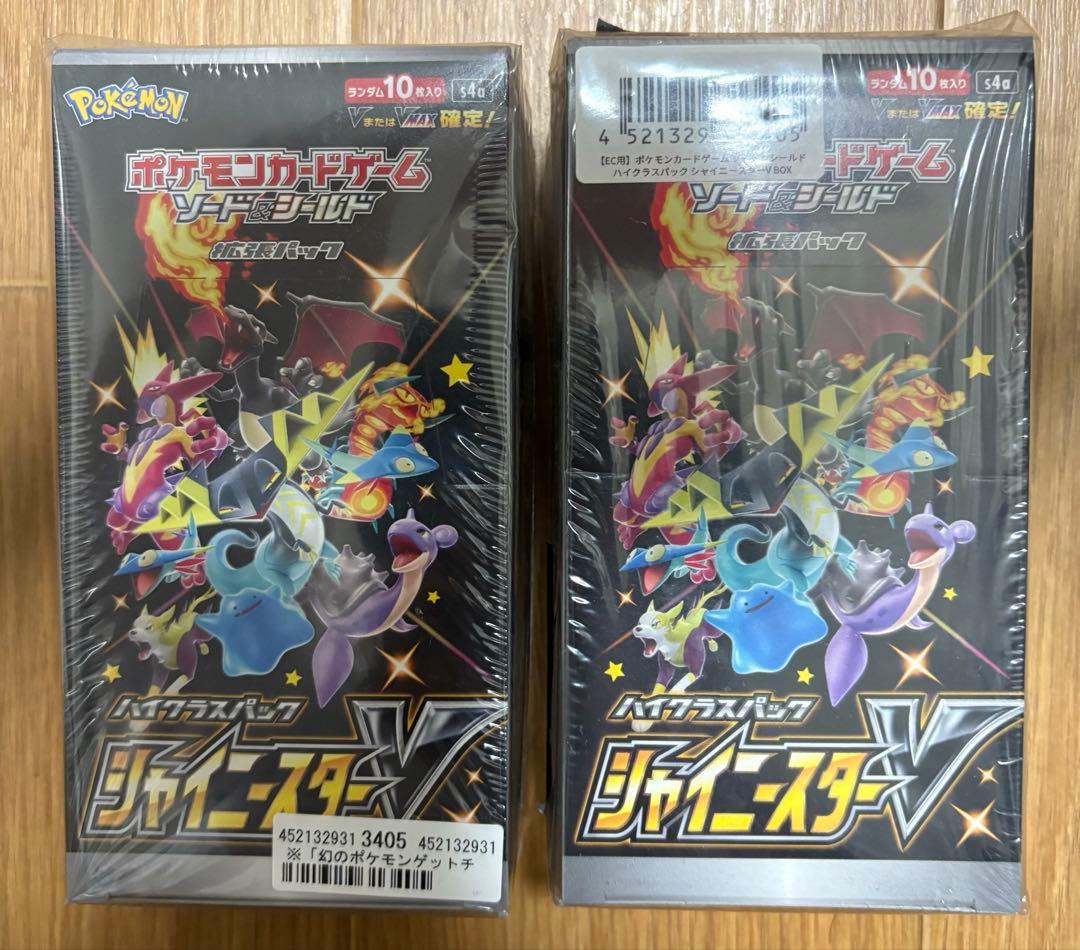 POKéMON
ランダム10枚入り s4a
VまたはVMAX確定!
ポケモンカードゲーム
ソード&シールド
拡張パック
ハイクラスパック
シャイニースターV
452132931 3405 452132931
※「幻のポケモンゲットチ
4 521329 05
【EC用】ポケモンカードゲーム シールド
ハイクラスパック シャイニースターV BOX
ランダム10枚入り s4a
VまたはVMAX確定!
ードゲーム
ソード&シールド
拡張パック
ハイクラスパック
シャイニースターV